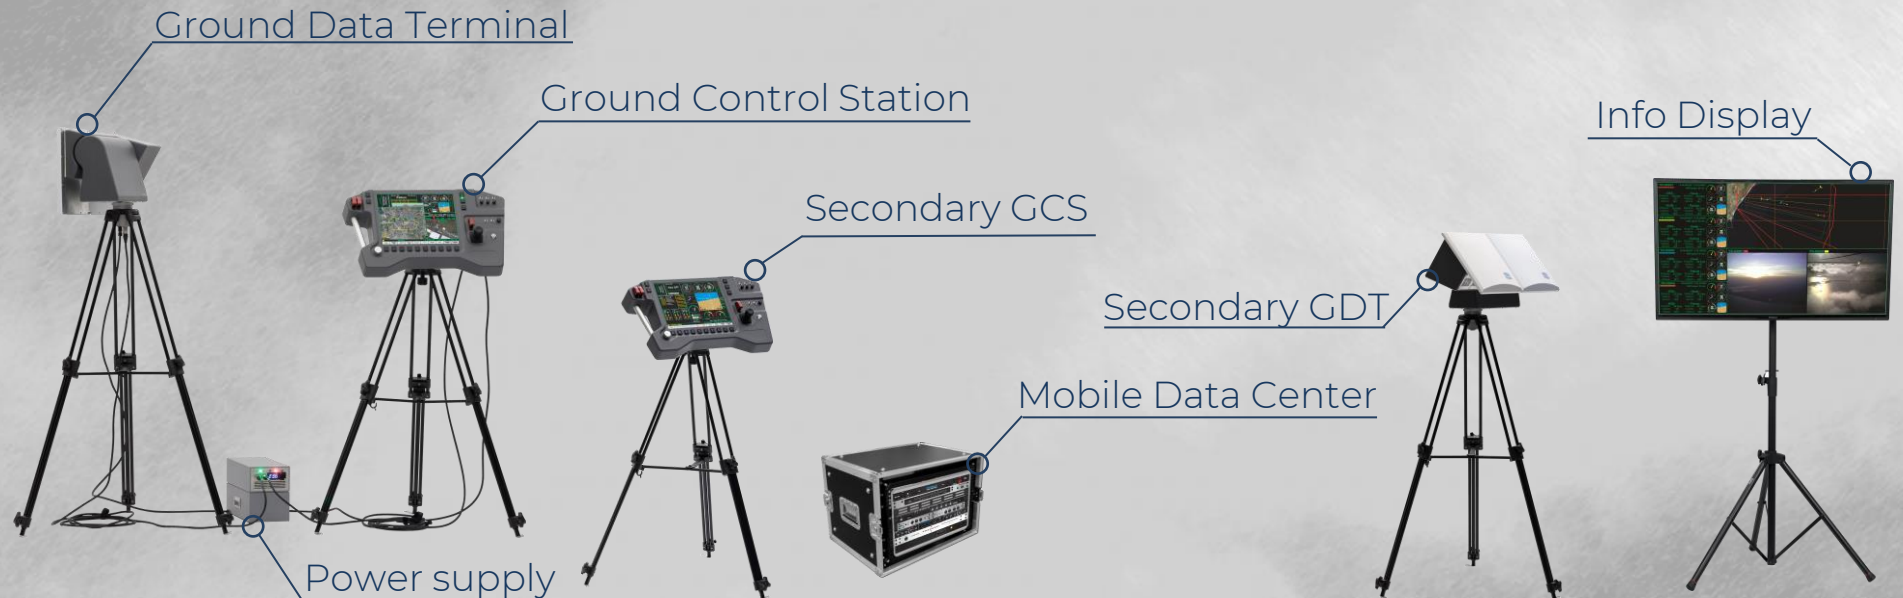 Ground Data Terminal
Ground Control Station
Info Display
Secondary GCS
Secondary GDT
Mobile Data Center
Power supply